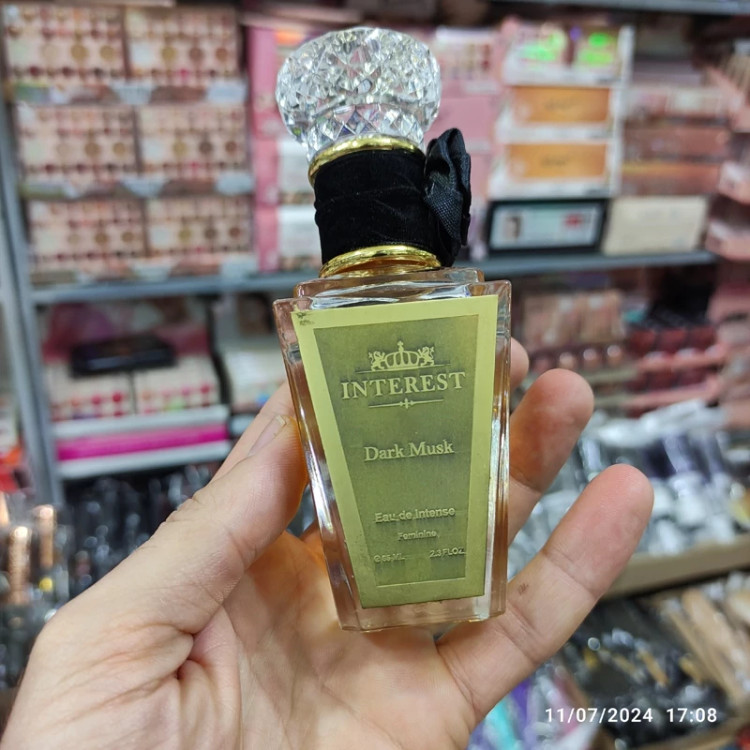 INTEREST
Dark Musk
Eau de Intense
Feminine
2.3 FL.OZ.
11/07/2024 17:08